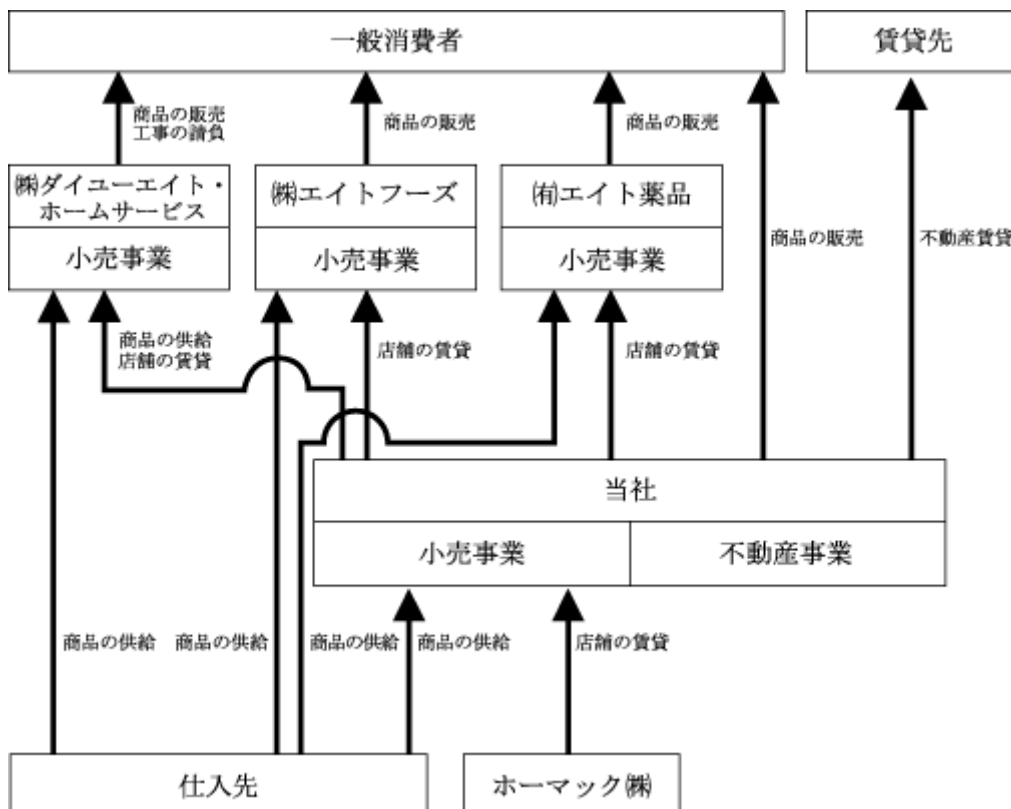 一般消費者
賃貸先
商品の販売
工事の請負
商品の販売
商品の販売
㈱ダイユーエイト・
ホームサービス
小売事業
㈱エイトフーズ
小売事業
㈲エイト薬品
小売事業
商品の販売
不動産賃貸
商品の供給
店舗の賃貸
店舗の賃貸
店舗の賃貸
当社
小売事業
不動産事業
商品の供給
商品の供給
商品の供給
商品の供給
店舗の賃貸
仕入先
ホーマック㈱